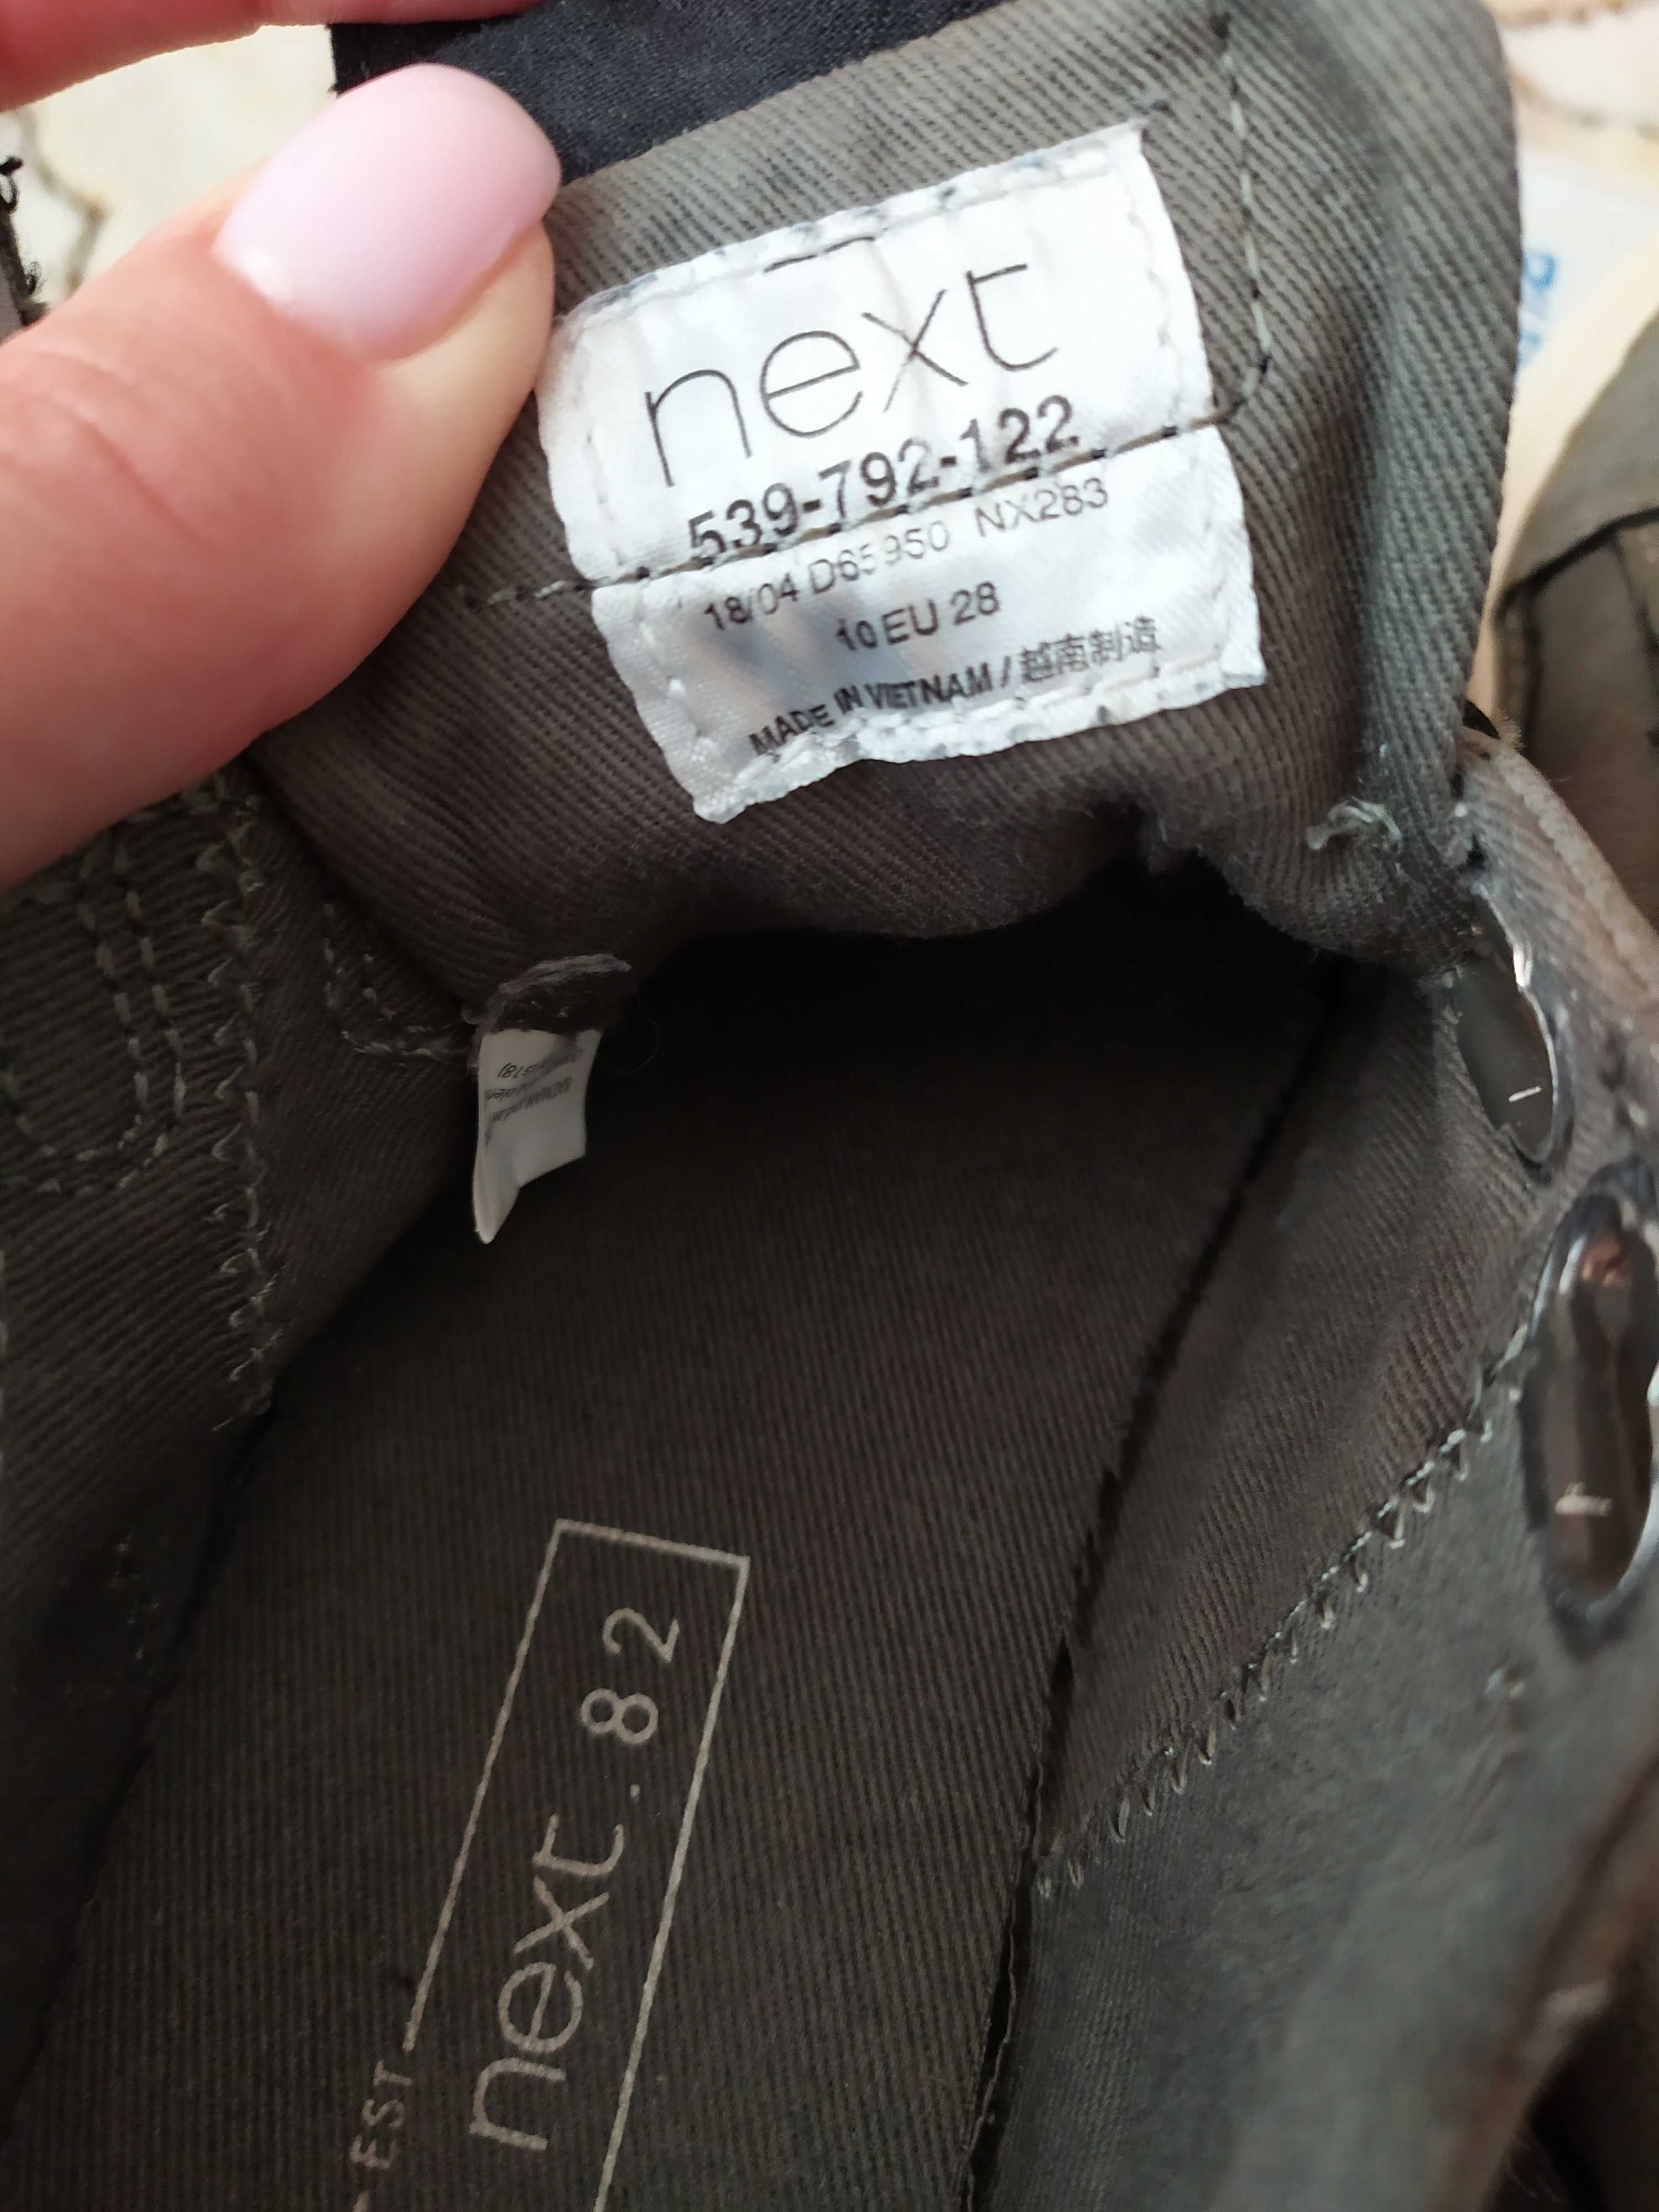 next
539-792-122
18/04 D65950 NX283
10 EU 28
MADE IN VIETNAM / 越南制造
EST
next.82